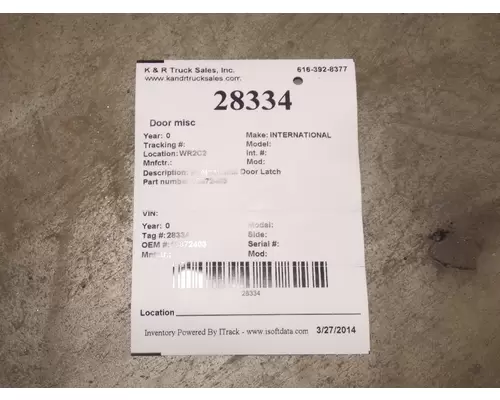 K & R Truck Sales, Inc. 616-392-8377
www.kandrtrucksales.com
28334
Door misc
Year: 0 Make: INTERNATIONAL
Tracking #: Model:
Location: WR2C2 Int. #:
Mnfctr.: Mod:
Description: Door Latch
Part number
VIN:
Year: 0 Model:
Tag #: 28334 Side:
OEM #: Serial #:
Mod:
28334
Location
Inventory Powered By ITrack - www.isoftdata.com 3/27/2014